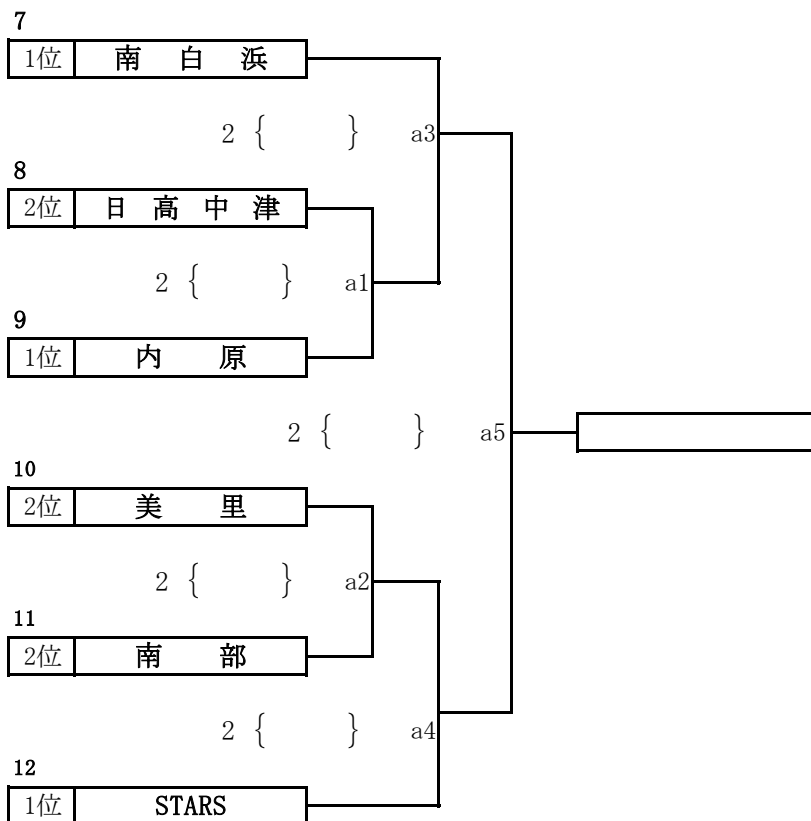 7
1位 南 白 浜
2 { } a3
8
2位 日 高 中 津
2 { } a1
9
1位 内 原
2 { } a5
10
2位 美 里
2 { } a2
11
2位 南 部
2 { } a4
12
1位 STARS